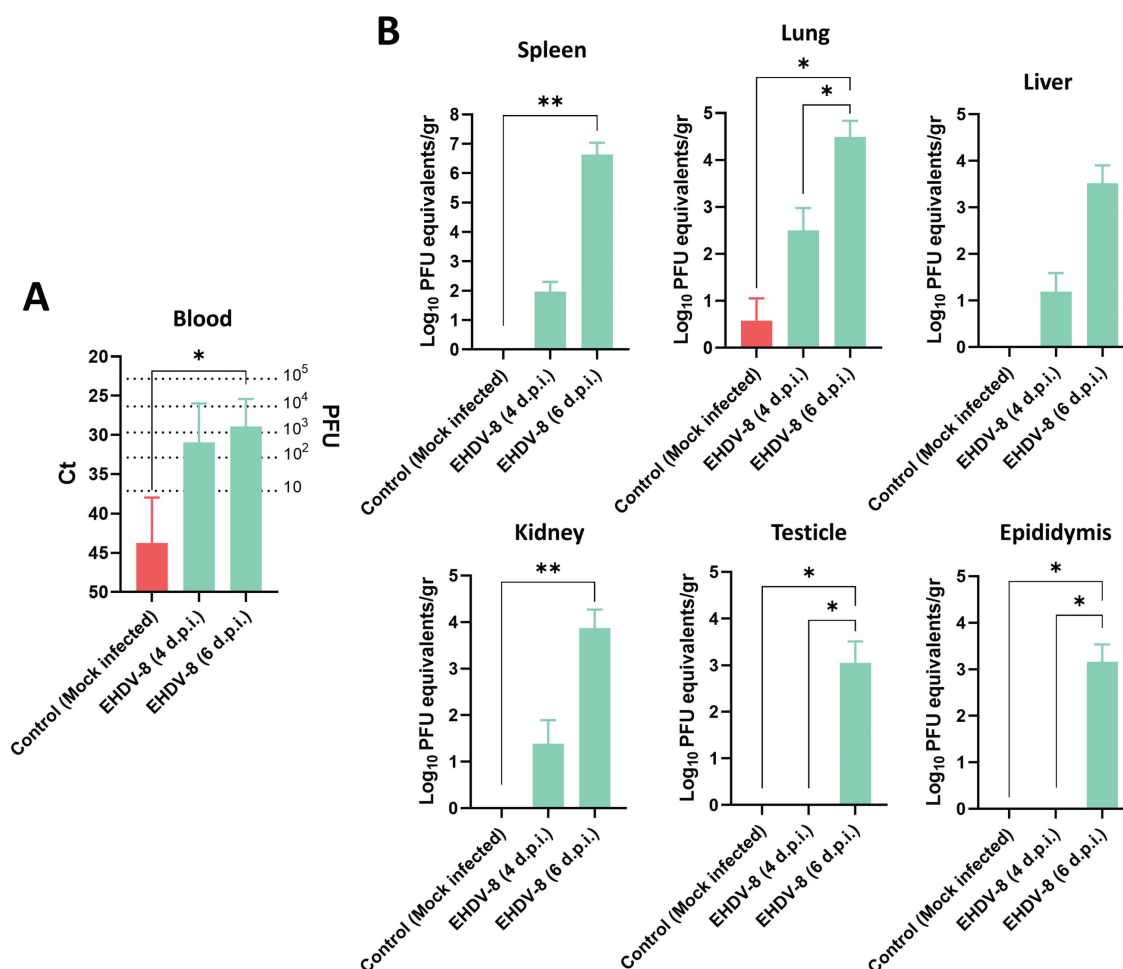 A
Blood
*
Ct
20
25
30
35
40
45
50
10⁵
10⁴
10³
10²
10
PFU
Control (Mock infected)
EHDV-8 (4 d.p.i.)
EHDV-8 (6 d.p.i.)
B
Spleen
**
Log₁₀ PFU equivalents/gr
8
7
6
5
4
3
2
1
0
Control (Mock infected)
EHDV-8 (4 d.p.i.)
EHDV-8 (6 d.p.i.)
Lung
*
*
Log₁₀ PFU equivalents/gr
5
4
3
2
1
0
Control (Mock infected)
EHDV-8 (4 d.p.i.)
EHDV-8 (6 d.p.i.)
Liver
Log₁₀ PFU equivalents/gr
5
4
3
2
1
0
Control (Mock infected)
EHDV-8 (4 d.p.i.)
EHDV-8 (6 d.p.i.)
Kidney
**
Log₁₀ PFU equivalents/gr
5
4
3
2
1
0
Control (Mock infected)
EHDV-8 (4 d.p.i.)
EHDV-8 (6 d.p.i.)
Testicle
*
*
Log₁₀ PFU equivalents/gr
5
4
3
2
1
0
Control (Mock infected)
EHDV-8 (4 d.p.i.)
EHDV-8 (6 d.p.i.)
Epididymis
*
*
Log₁₀ PFU equivalents/gr
5
4
3
2
1
0
Control (Mock infected)
EHDV-8 (4 d.p.i.)
EHDV-8 (6 d.p.i.)